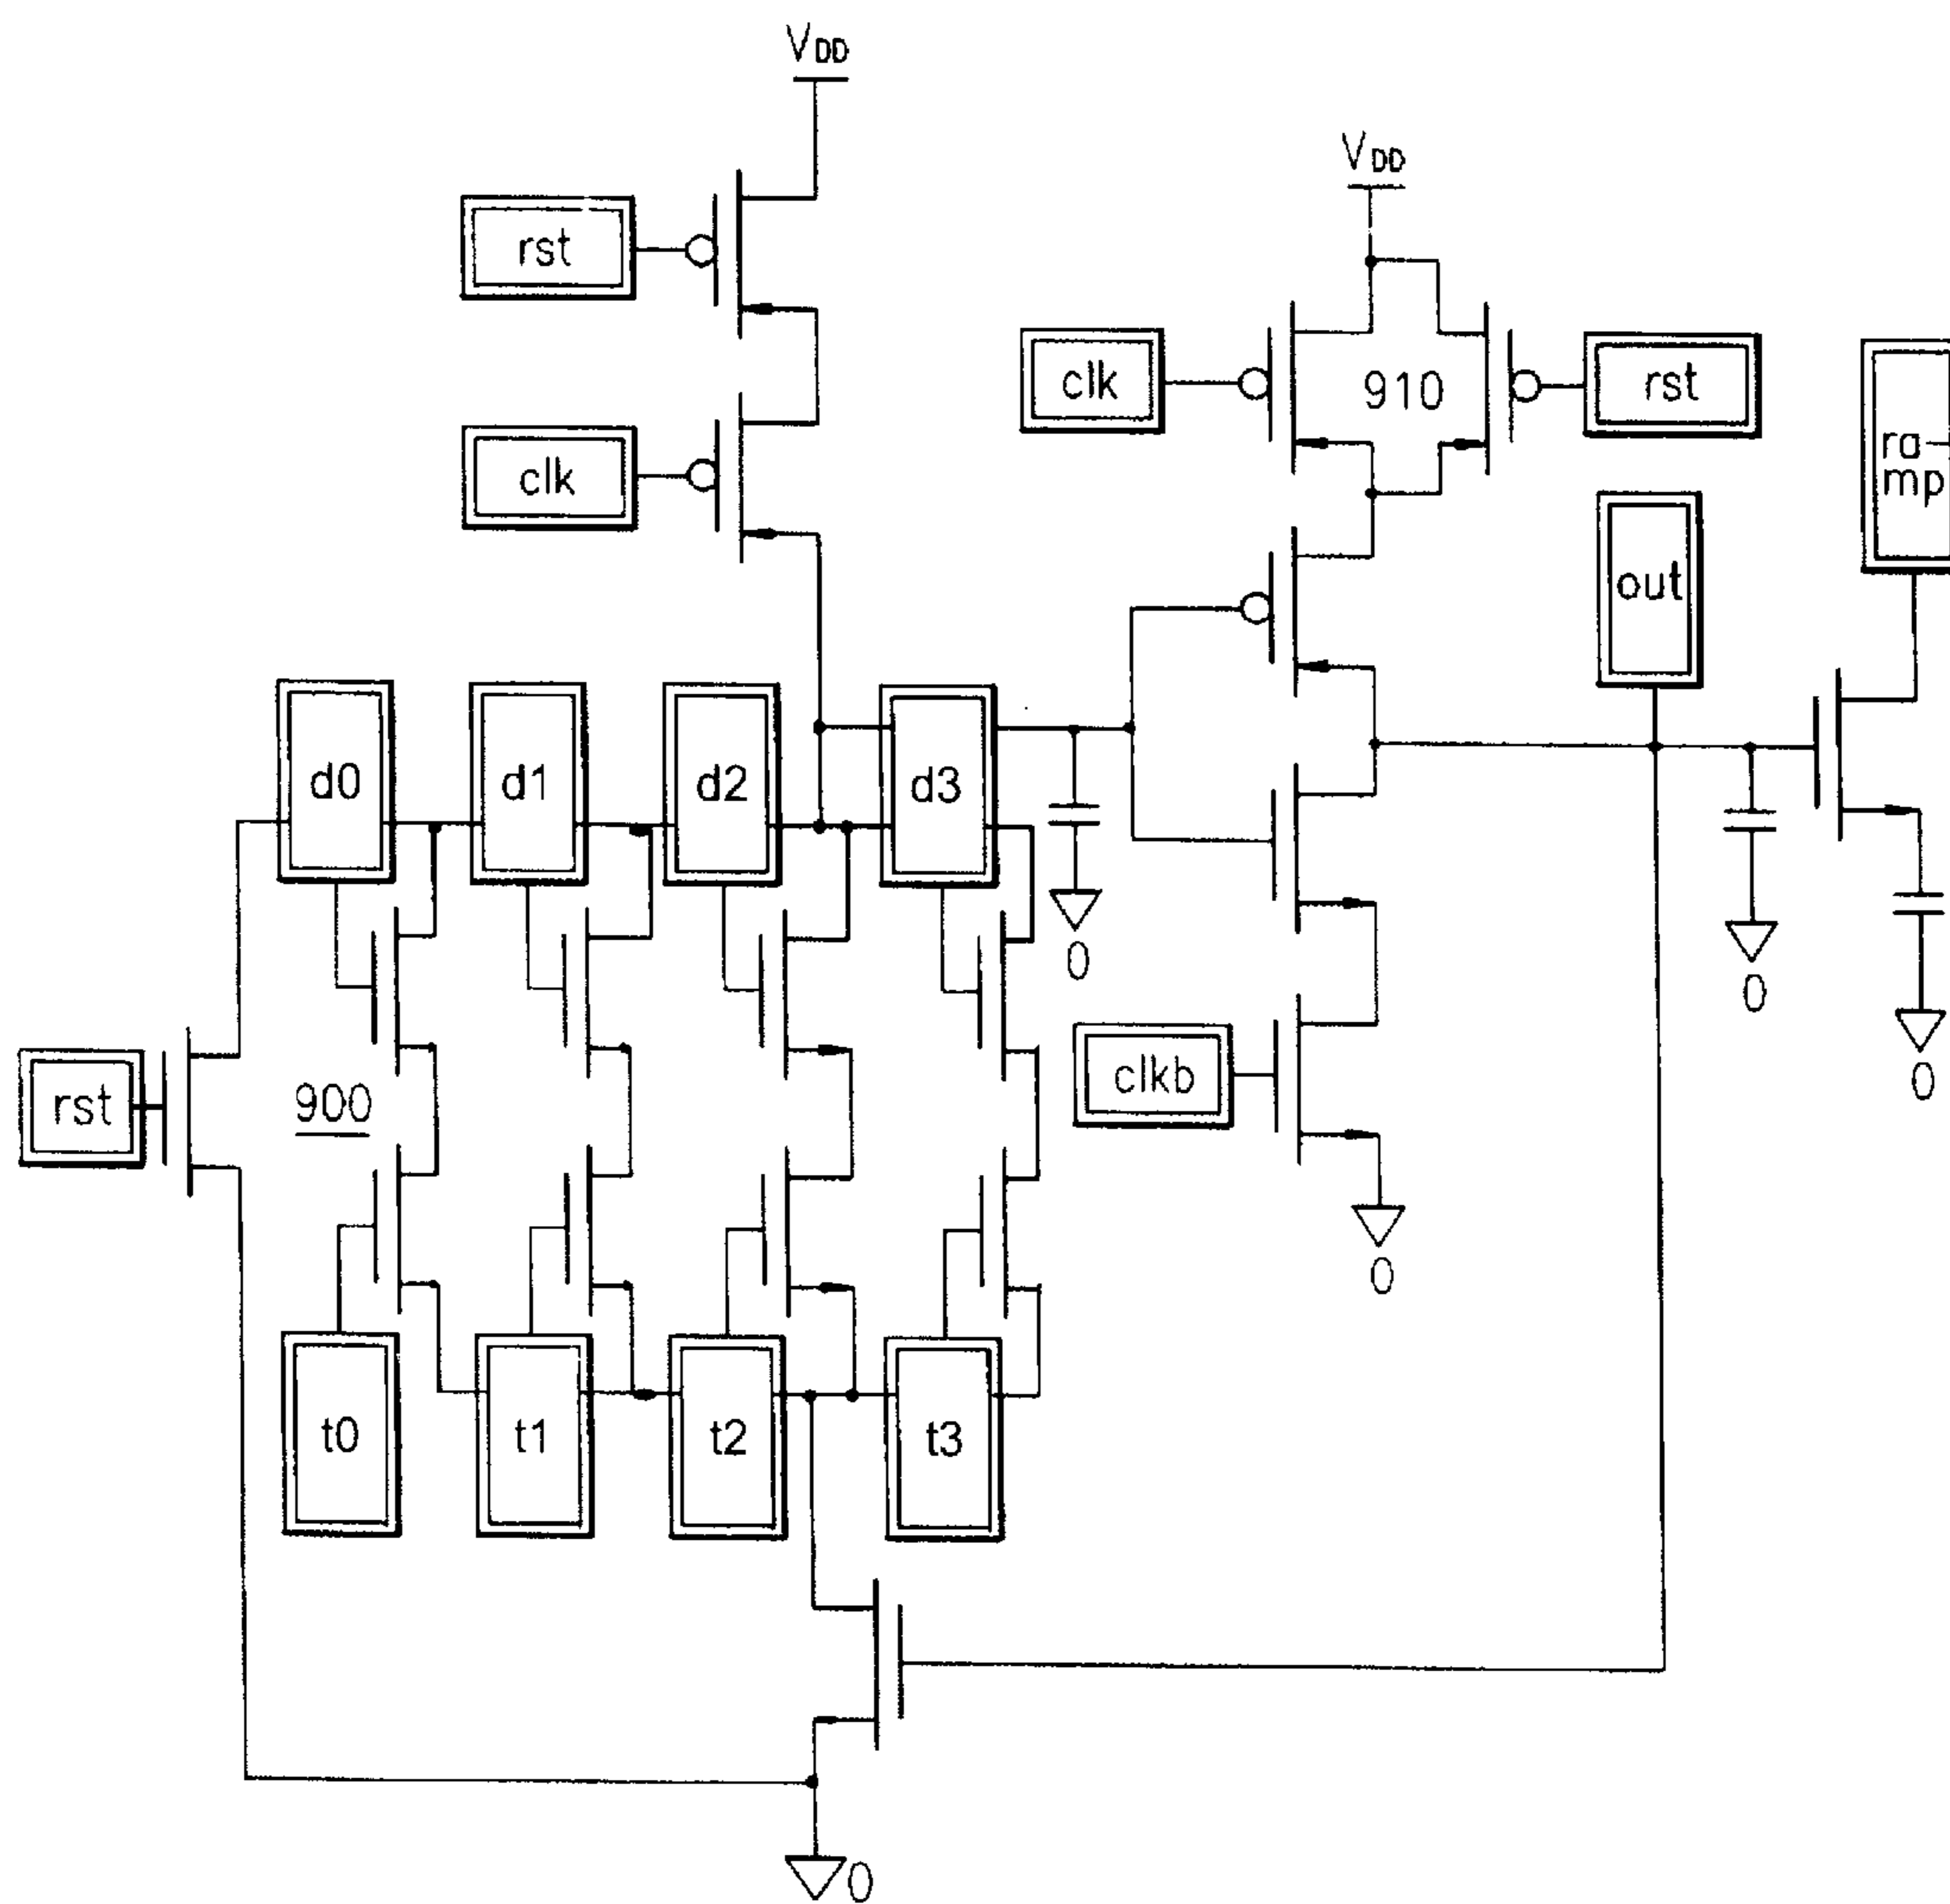 VDD
VDD
rst
clk
clk
910
rst
ra-
mp
out
d0
d1
d2
d3
0
0
0
rst
900
clkb
0
t0
t1
t2
t3
0